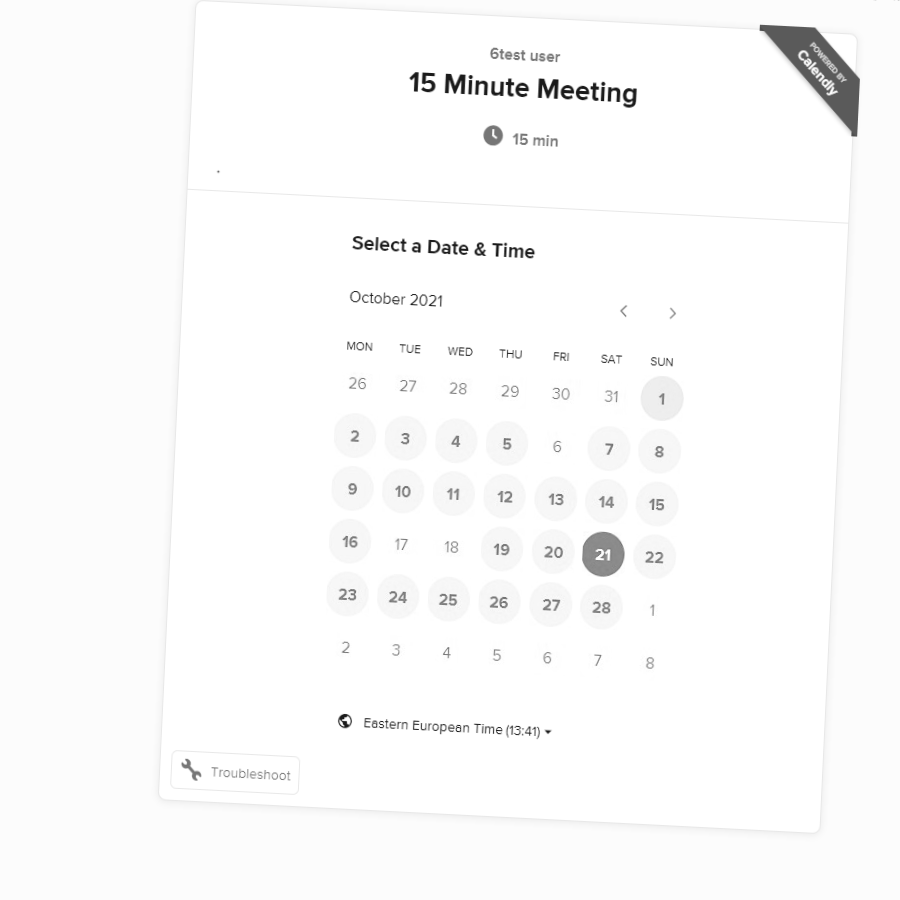 POWERED BY
Calendly
6test user
15 Minute Meeting
15 min
.
Select a Date & Time
October 2021
MON TUE WED THU FRI SAT SUN
26 27 28 29 30 31 1
2 3 4 5 6 7 8
9 10 11 12 13 14 15
16 17 18 19 20 21 22
23 24 25 26 27 28 1
2 3 4 5 6 7 8
Eastern European Time (13:41)
Troubleshoot